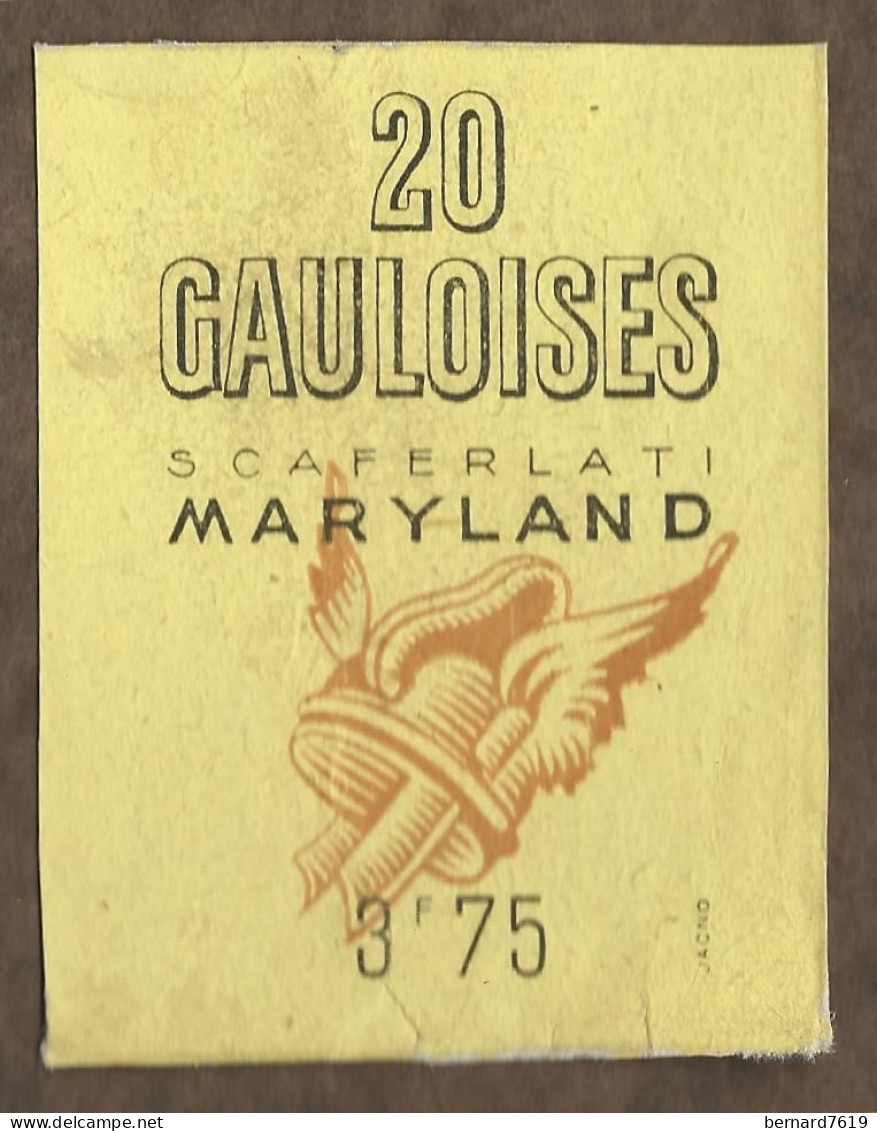 20
GAULOISES
SCAFERLATI
MARYLAND
3F75
JACNO
www.delcampe.net
bernard7619